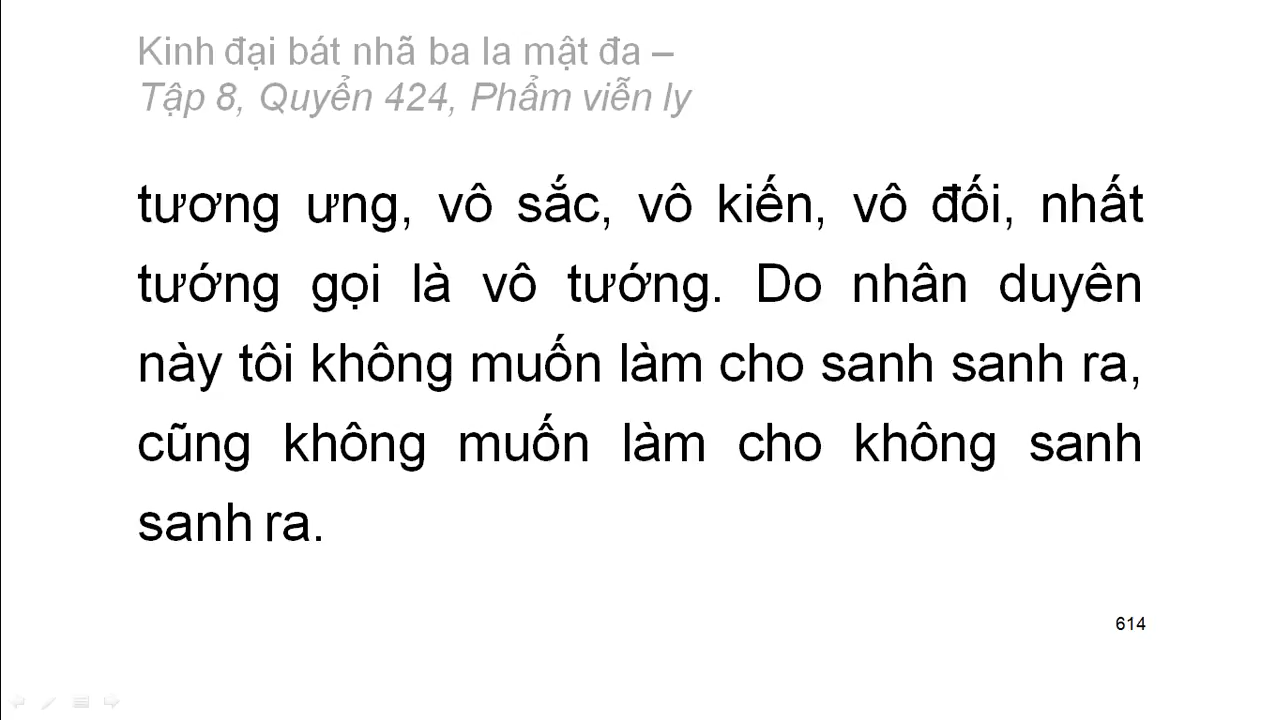 Kinh đại bát nhã ba la mật đa –
Tập 8, Quyển 424, Phẩm viễn ly
tương ưng, vô sắc, vô kiến, vô đối, nhất
tướng gọi là vô tướng. Do nhân duyên
này tôi không muốn làm cho sanh sanh ra,
cũng không muốn làm cho không sanh
sanh ra.
614